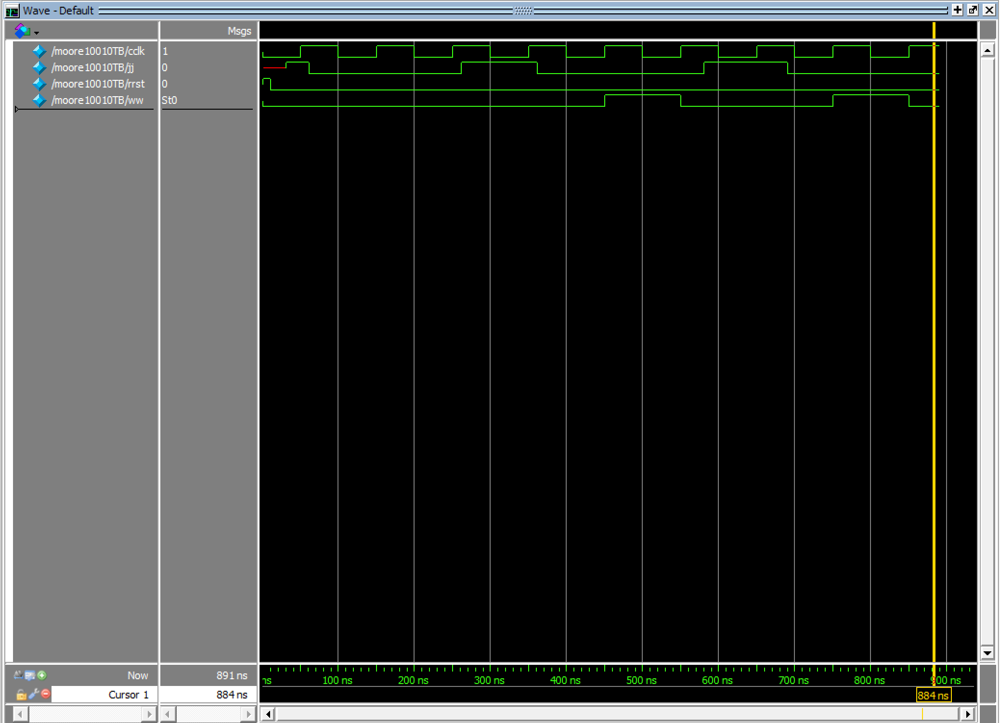 Wave - Default
Msgs
/moore10010TB/cclk 1
/moore10010TB/jj 0
/moore10010TB/rrst 0
/moore10010TB/ww St0
Now 891 ns
ns 100 ns 200 ns 300 ns 400 ns 500 ns 600 ns 700 ns 800 ns 900 ns
Cursor 1 884 ns
884 ns